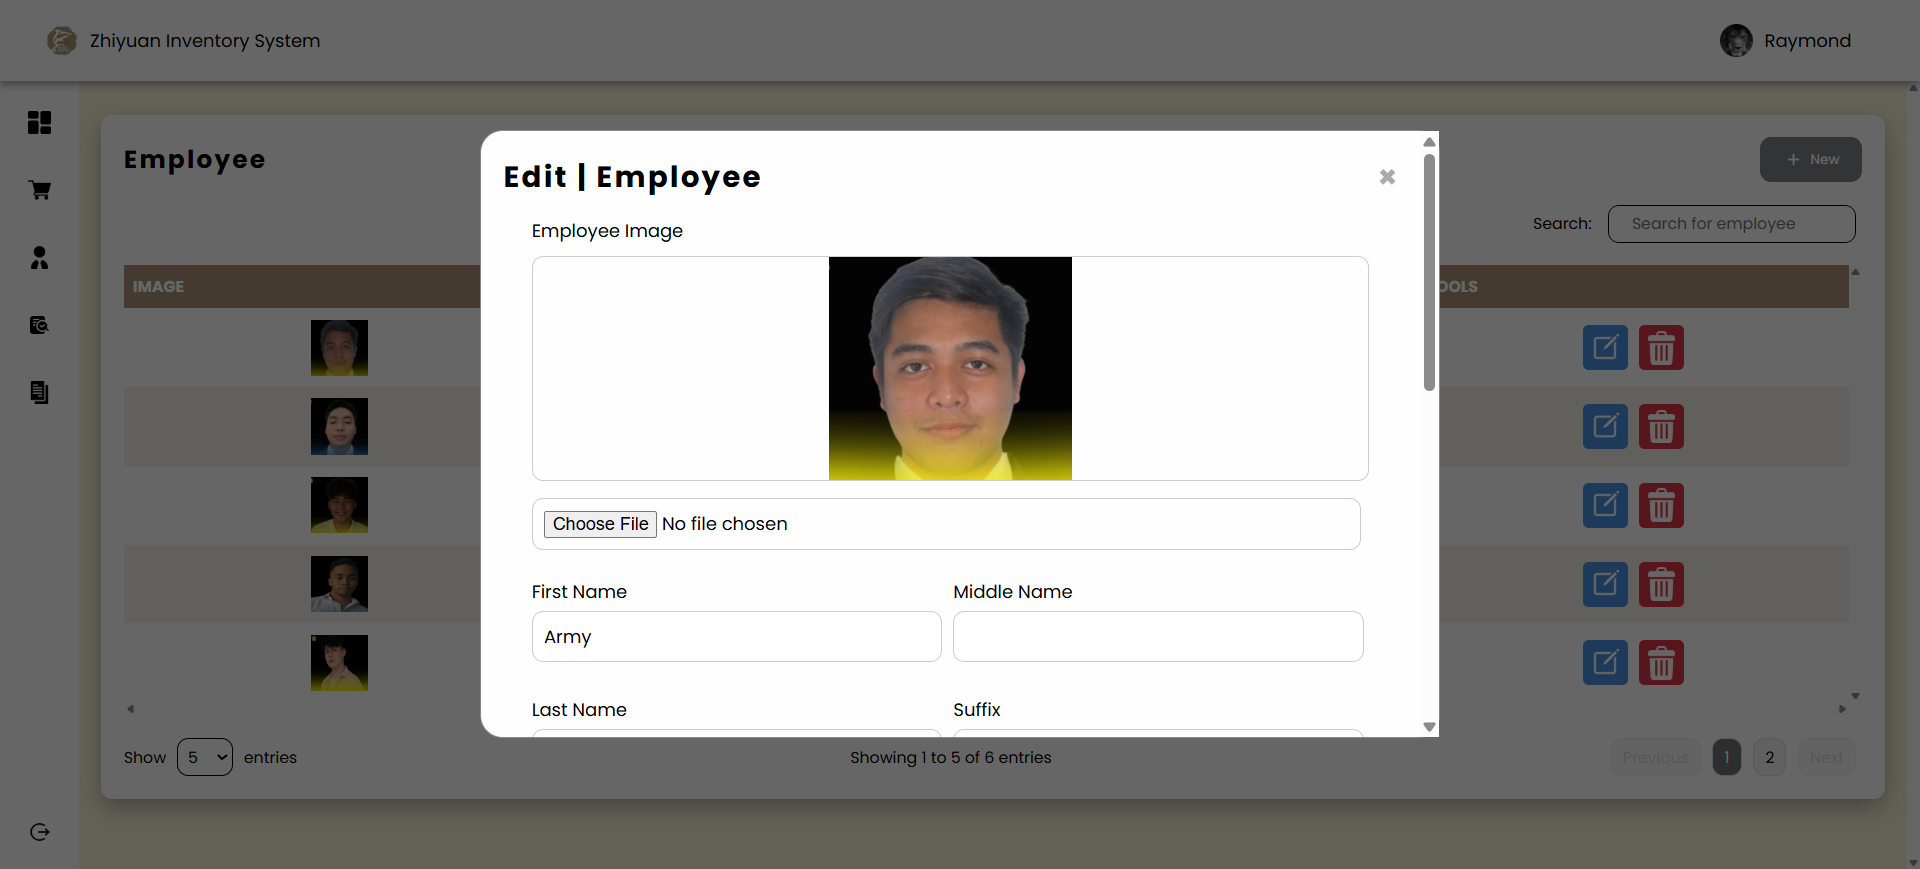 Zhiyuan Inventory System
Raymond
Employee
+ New
Search: Search for employee
IMAGE
Edit | Employee
Employee Image
Choose File No file chosen
First Name
Middle Name
Army
Last Name
Suffix
Show 5 entries
Showing 1 to 5 of 6 entries
Previous 1 2 Next